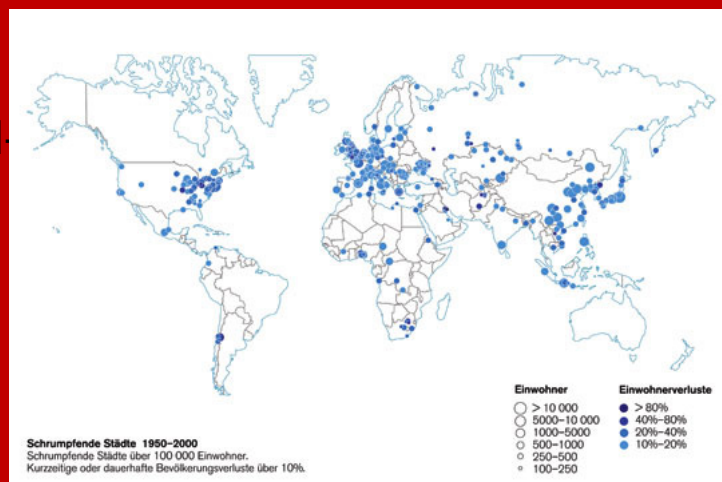 Schrumpfende Städte 1950–2000
Schrumpfende Städte über 100 000 Einwohner.
Kurzzeitige oder dauerhafte Bevölkerungsverluste über 10%.
Einwohner
> 10 000
5000–10 000
1000–5000
500–1000
250–500
100–250
Einwohnerverluste
> 80%
40%–80%
20%–40%
10%–20%